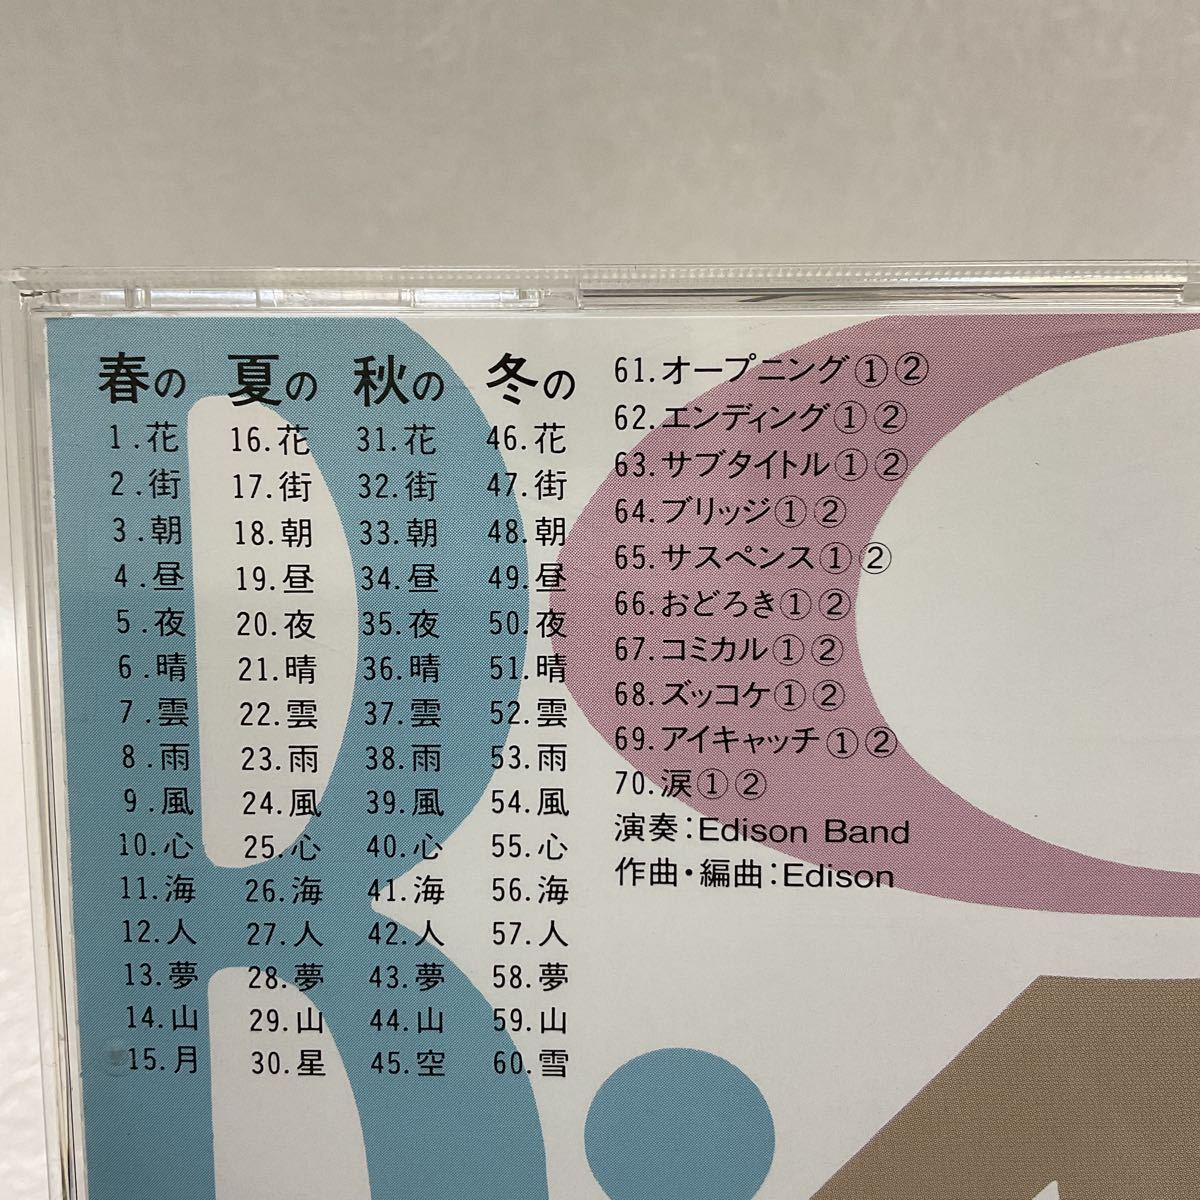 春の
1.花
2.街
3.朝
4.昼
5.夜
6.晴
7.雲
8.雨
9.風
10.心
11.海
12.人
13.夢
14.山
15.月
夏の
16.花
17.街
18.朝
19.昼
20.夜
21.晴
22.雲
23.雨
24.風
25.心
26.海
27.人
28.夢
29.山
30.星
秋の
31.花
32.街
33.朝
34.昼
35.夜
36.晴
37.雲
38.雨
39.風
40.心
41.海
42.人
43.夢
44.山
45.空
冬の
46.花
47.街
48.朝
49.昼
50.夜
51.晴
52.雲
53.雨
54.風
55.心
56.海
57.人
58.夢
59.山
60.雪
61.オープニング①②
62.エンディング①②
63.サブタイトル①②
64.ブリッジ①②
65.サスペンス①②
66.おどろき①②
67.コミカル①②
68.ズッコケ①②
69.アイキャッチ①②
70.涙①②
演奏:Edison Band
作曲・編曲:Edison